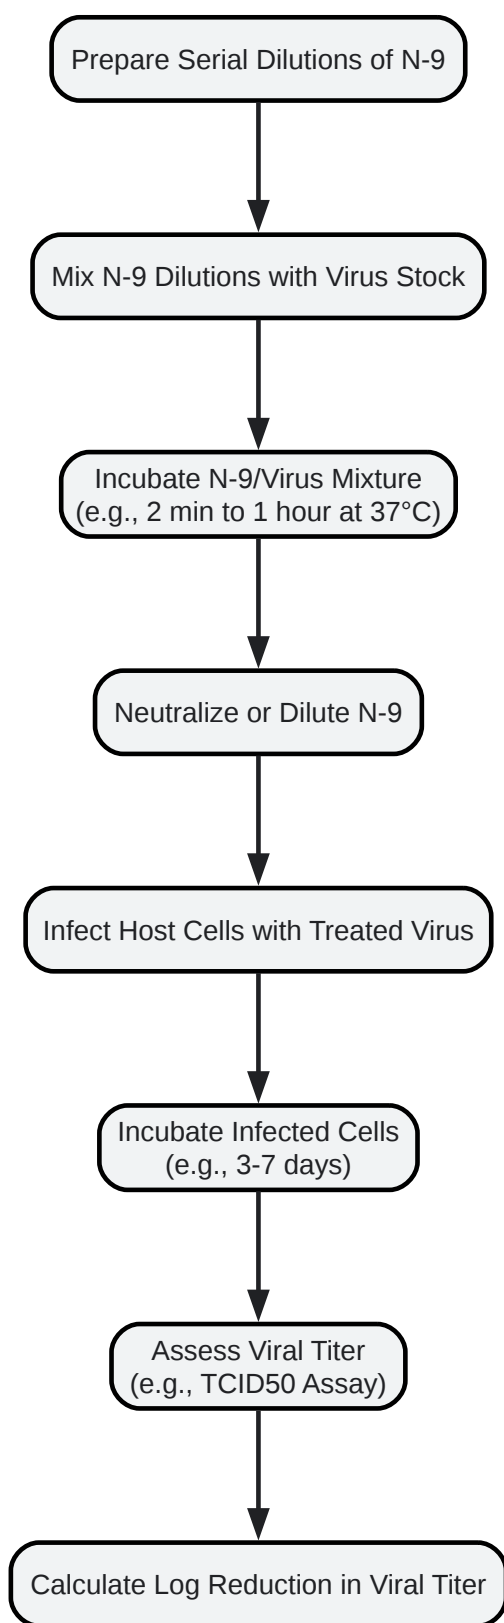 Prepare Serial Dilutions of N-9
Mix N-9 Dilutions with Virus Stock
Incubate N-9/Virus Mixture
(e.g., 2 min to 1 hour at 37°C)
Neutralize or Dilute N-9
Infect Host Cells with Treated Virus
Incubate Infected Cells
(e.g., 3-7 days)
Assess Viral Titer
(e.g., TCID50 Assay)
Calculate Log Reduction in Viral Titer